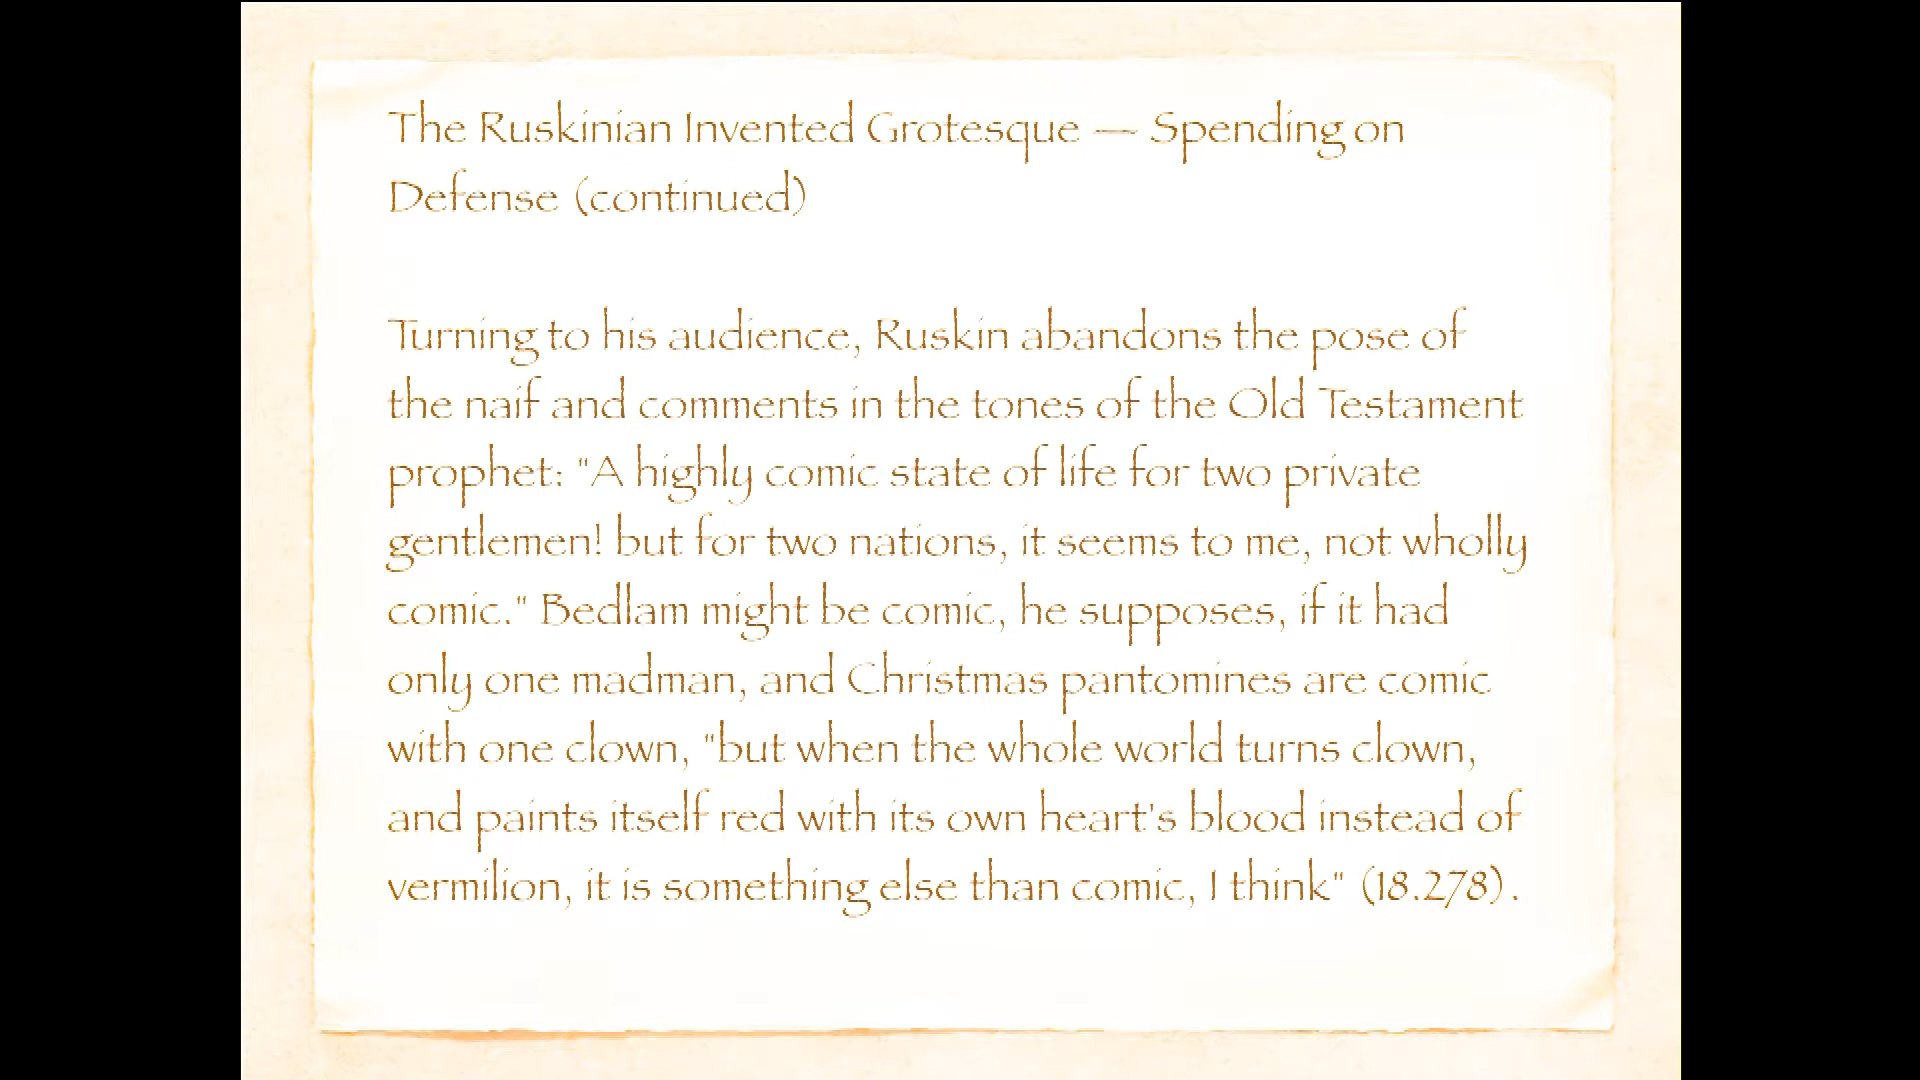 The Ruskinian Invented Grotesque — Spending on
Defense (continued)
Turning to his audience, Ruskin abandons the pose of
the naif and comments in the tones of the Old Testament
prophet: "A highly comic state of life for two private
gentlemen! but for two nations, it seems to me, not wholly
comic." Bedlam might be comic, he supposes, if it had
only one madman, and Christmas pantomines are comic
with one clown, "but when the whole world turns clown,
and paints itself red with its own heart's blood instead of
vermilion, it is something else than comic, I think" (18.278).